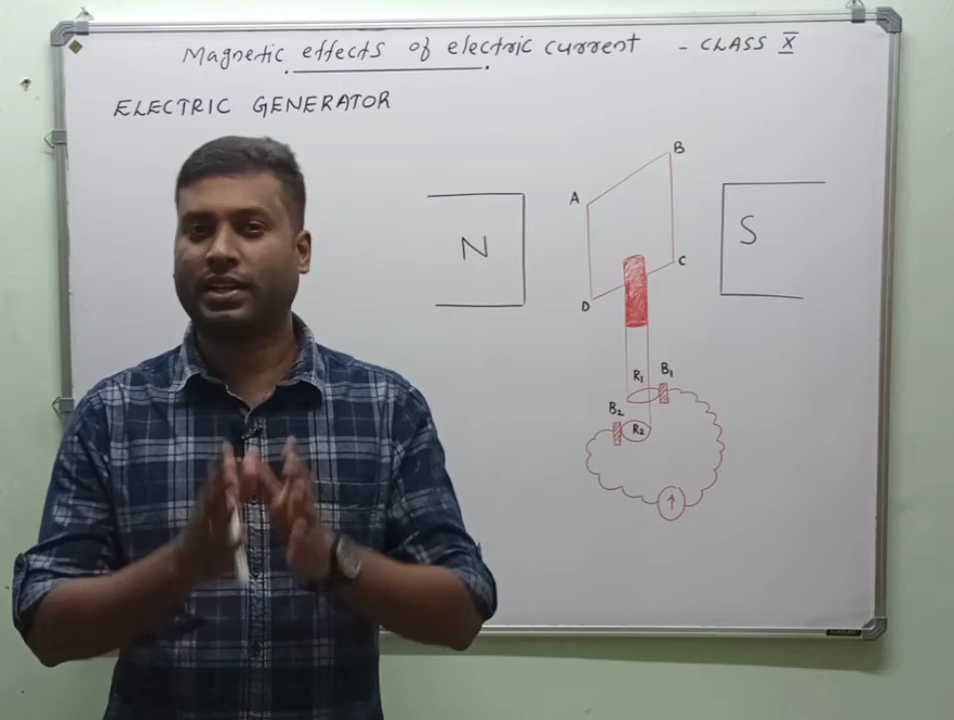 Magnetic effects of electric current - CLASS X
ELECTRIC GENERATOR
B
A
N
S
C
D
R1
B1
B2
R2